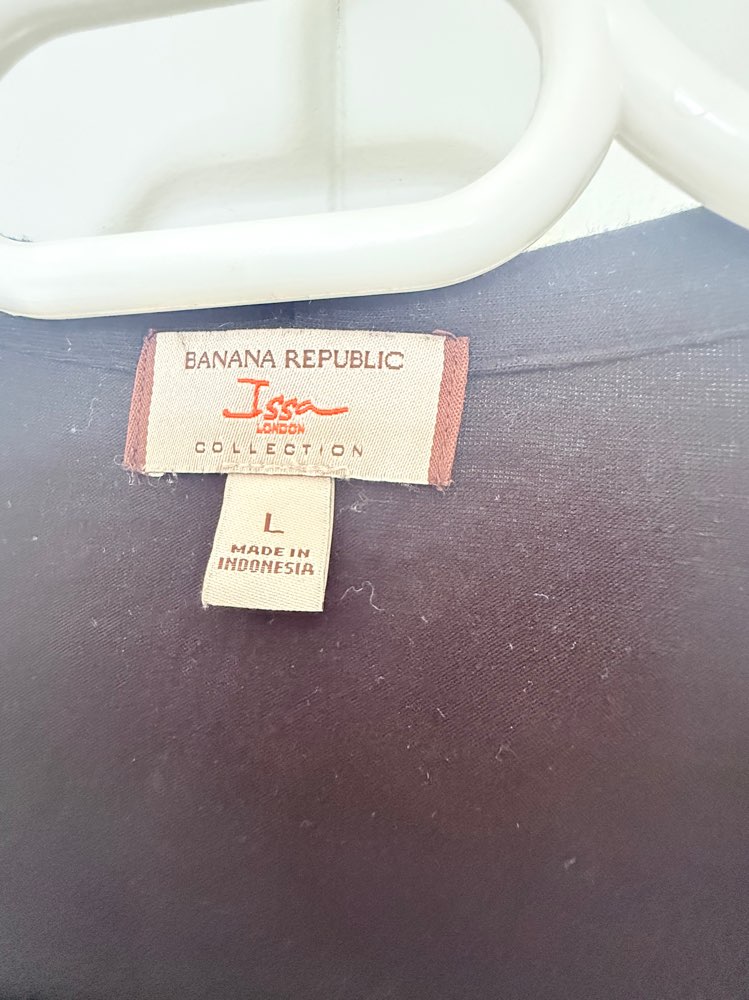 BANANA REPUBLIC
Issa
LONDON
COLLECTION
L
MADE IN
INDONESIA